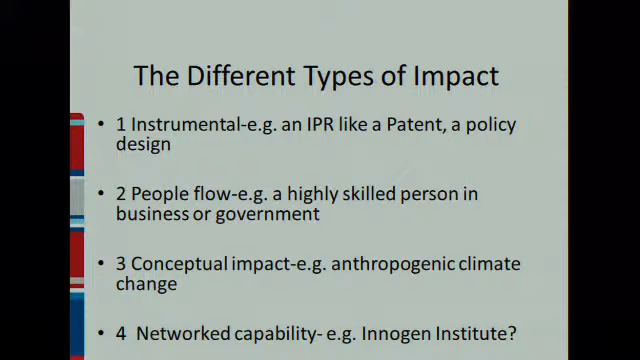 The Different Types of Impact
• 1 Instrumental-e.g. an IPR like a Patent, a policy
design
• 2 People flow-e.g. a highly skilled person in
business or government
• 3 Conceptual impact-e.g. anthropogenic climate
change
• 4  Networked capability- e.g. Innogen Institute?